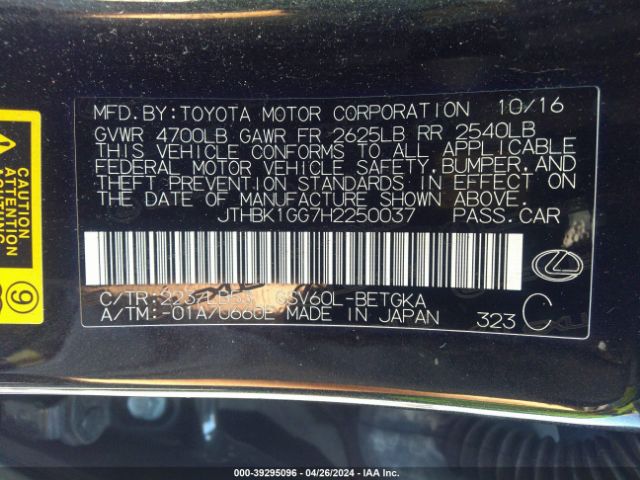 MFD.BY:TOYOTA MOTOR CORPORATION 10/16
GVWR 4700LB GAWR FR 2625LB RR 2540LB
THIS VEHICLE CONFORMS TO ALL APPLICABLE
FEDERAL MOTOR VEHICLE SAFETY, BUMPER, AND
THEFT PREVENTION STANDARDS IN EFFECT ON
THE DATE OF MANUFACTURE SHOWN ABOVE.
JTHBK1GG7H2250037 PASS.CAR
C/TR: GSV60L-BETGKA
A/TM:-01A/U660E MADE IN JAPAN
323 C
CAUTION
9
000-39295096 - 04/26/2024 - IAA Inc.